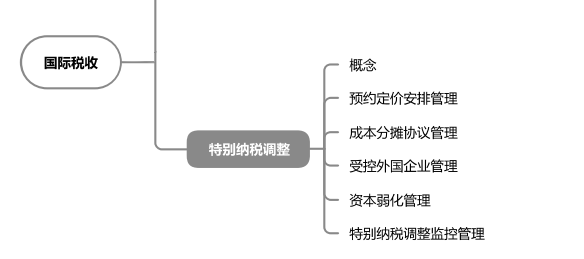 国际税收
特别纳税调整
概念
预约定价安排管理
成本分摊协议管理
受控外国企业管理
资本弱化管理
特别纳税调整监控管理